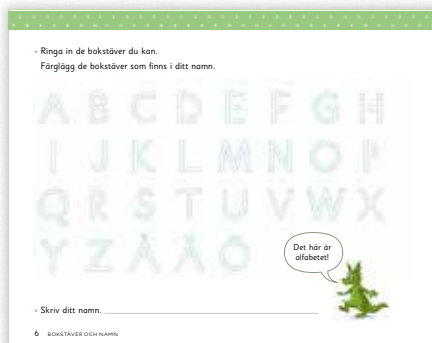 Ringa in de bokstäver du kan.
Färglägg de bokstäver som finns i ditt namn.
A B C D E F G H
I J K L M N O P
Q R S T U V W X
Y Z Å Ä Ö
Det här är
alfabetet!
Skriv ditt namn.
6 BOKSTÄVER OCH NAMN